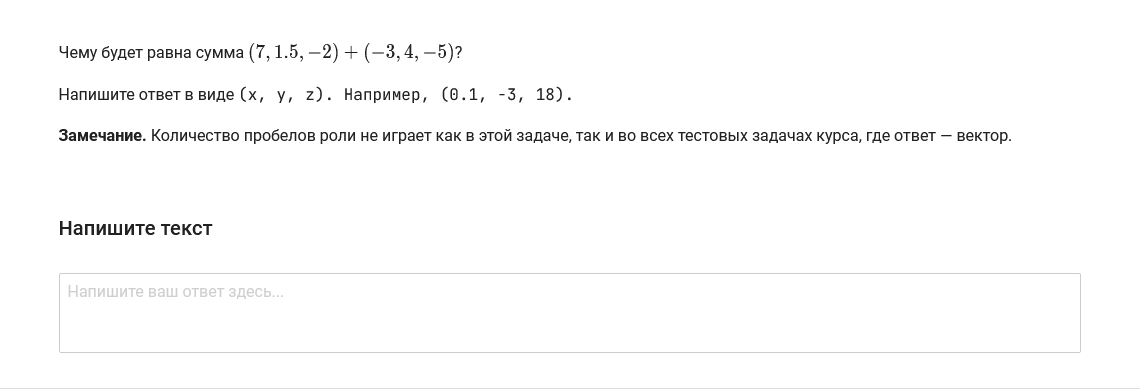 Чему будет равна сумма (7, 1.5, −2) + (−3, 4, −5)?
Напишите ответ в виде (x, y, z). Например, (0.1, -3, 18).
Замечание. Количество пробелов роли не играет как в этой задаче, так и во всех тестовых задачах курса, где ответ — вектор.
Напишите текст
Напишите ваш ответ здесь...